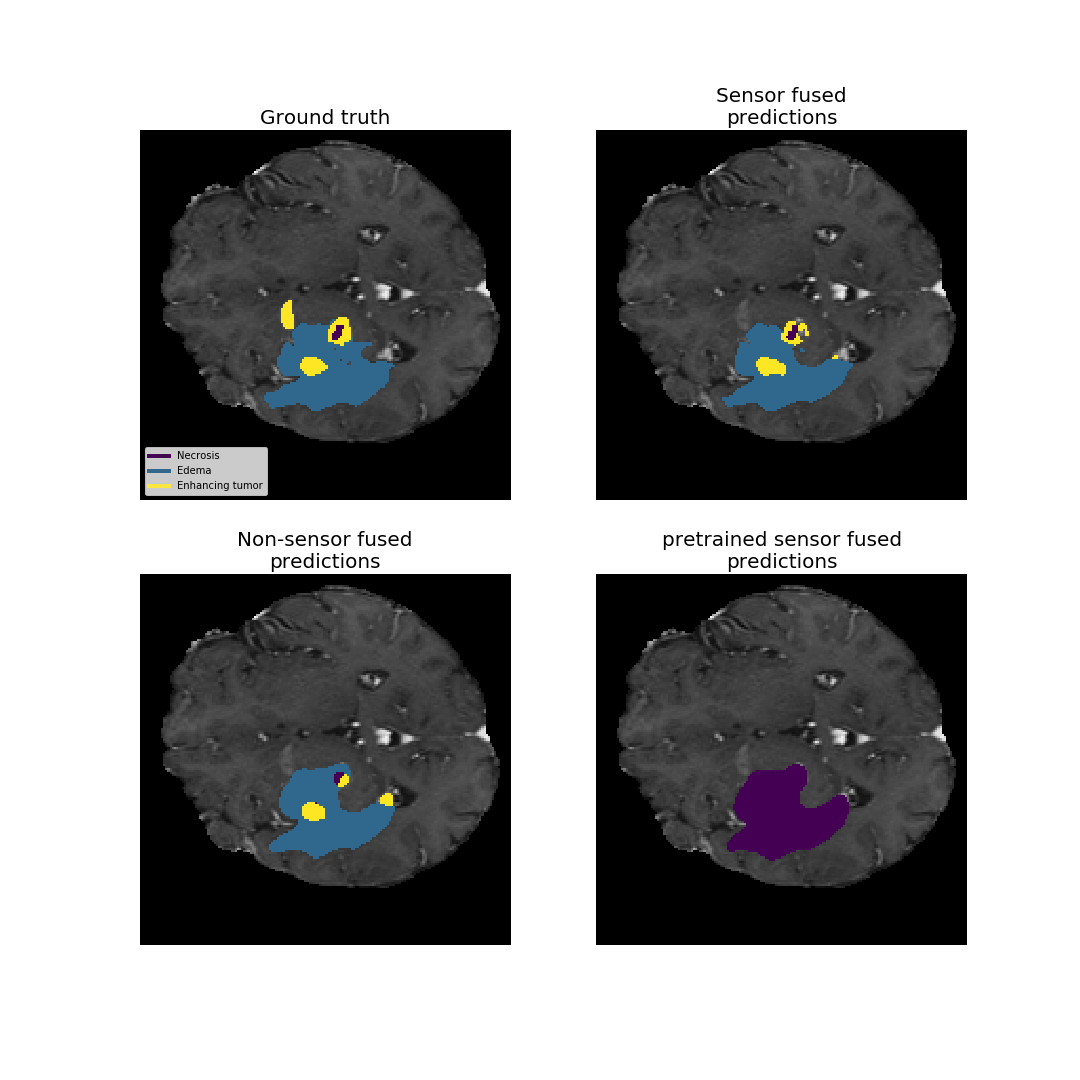 Ground truth
Sensor fused
predictions
Necrosis
Edema
Enhancing tumor
Non-sensor fused
predictions
pretrained sensor fused
predictions